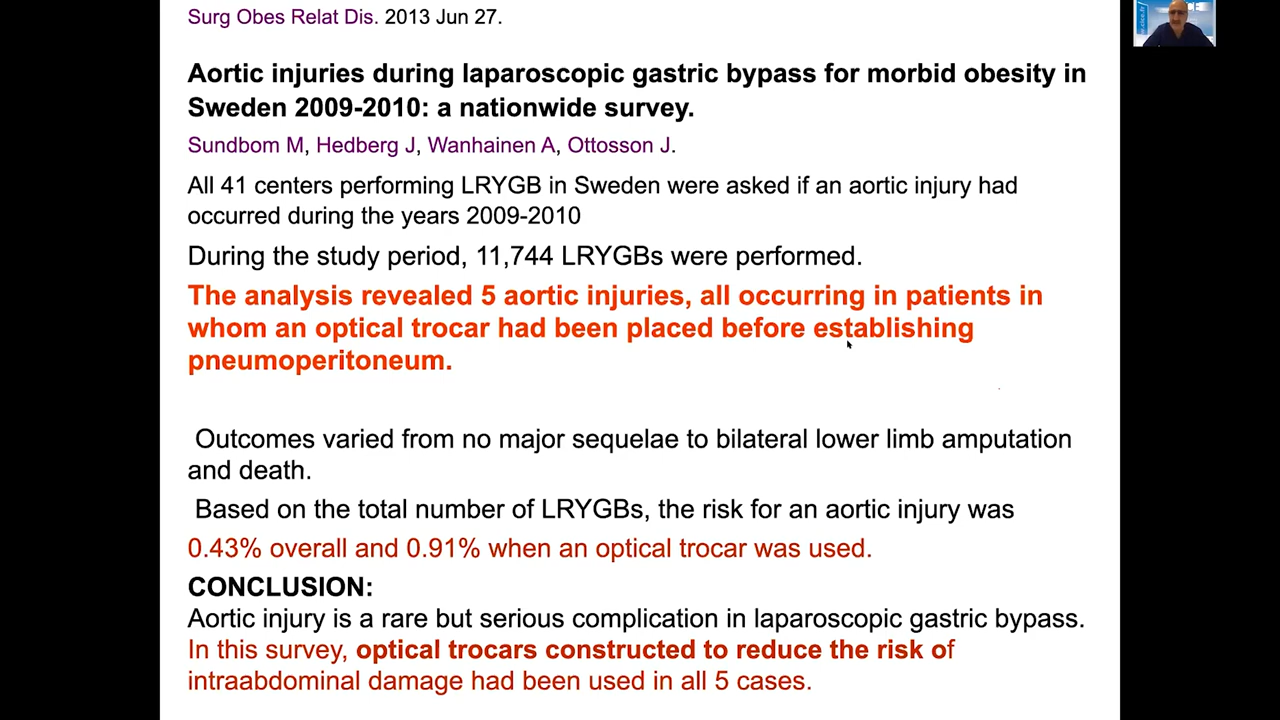 Surg Obes Relat Dis. 2013 Jun 27.
Aortic injuries during laparoscopic gastric bypass for morbid obesity in
Sweden 2009-2010: a nationwide survey.
Sundbom M, Hedberg J, Wanhainen A, Ottosson J.
All 41 centers performing LRYGB in Sweden were asked if an aortic injury had
occurred during the years 2009-2010
During the study period, 11,744 LRYGBs were performed.
The analysis revealed 5 aortic injuries, all occurring in patients in
whom an optical trocar had been placed before establishing
pneumoperitoneum.
Outcomes varied from no major sequelae to bilateral lower limb amputation
and death.
Based on the total number of LRYGBs, the risk for an aortic injury was
0.43% overall and 0.91% when an optical trocar was used.
CONCLUSION:
Aortic injury is a rare but serious complication in laparoscopic gastric bypass.
In this survey, optical trocars constructed to reduce the risk of
intraabdominal damage had been used in all 5 cases.